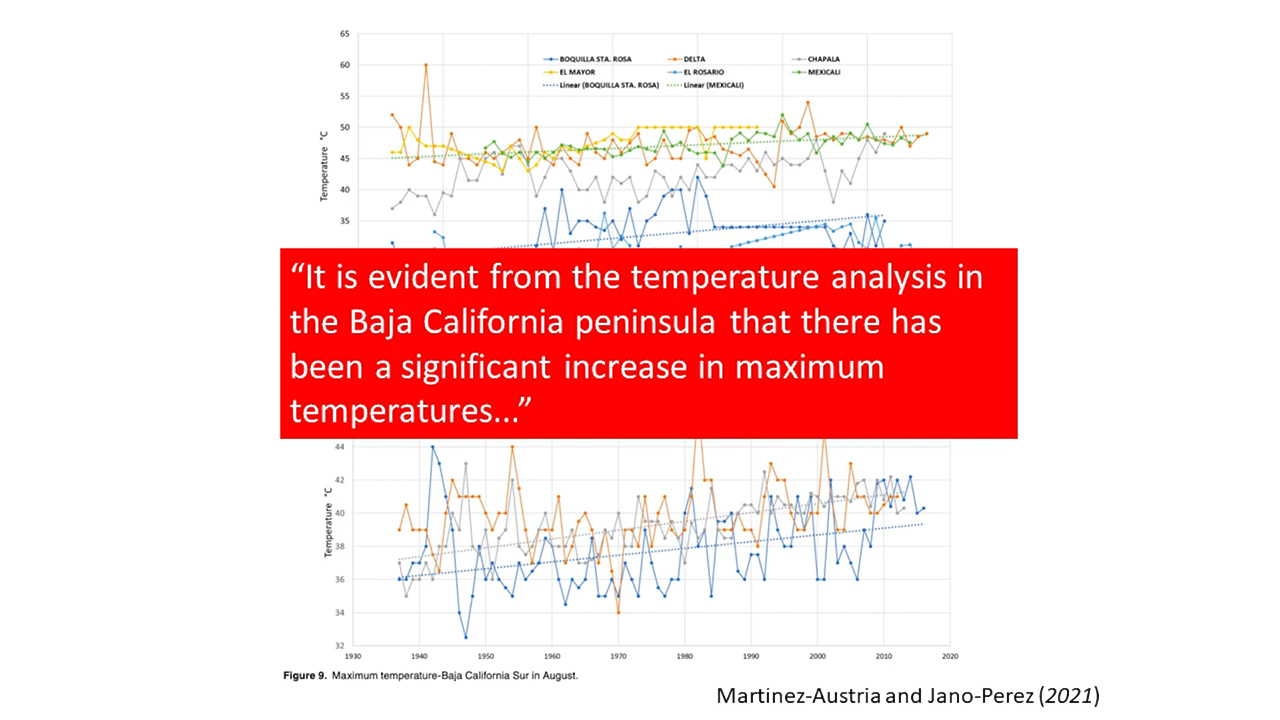 65
60
55
50
45
40
35
Temperature °C
BOQUILLA STA. ROSA DELTA CHAPALA
EL MAYOR EL ROSARIO MEXICALI
Linear (BOQUILLA STA. ROSA) Linear (MEXICALI)
“It is evident from the temperature analysis in
the Baja California peninsula that there has
been a significant increase in maximum
temperatures...”
44
42
40
38
36
34
32
Temperature °C
1930 1940 1950 1960 1970 1980 1990 2000 2010 2020
Figure 9. Maximum temperature-Baja California Sur in August.
Martinez-Austria and Jano-Perez (2021)